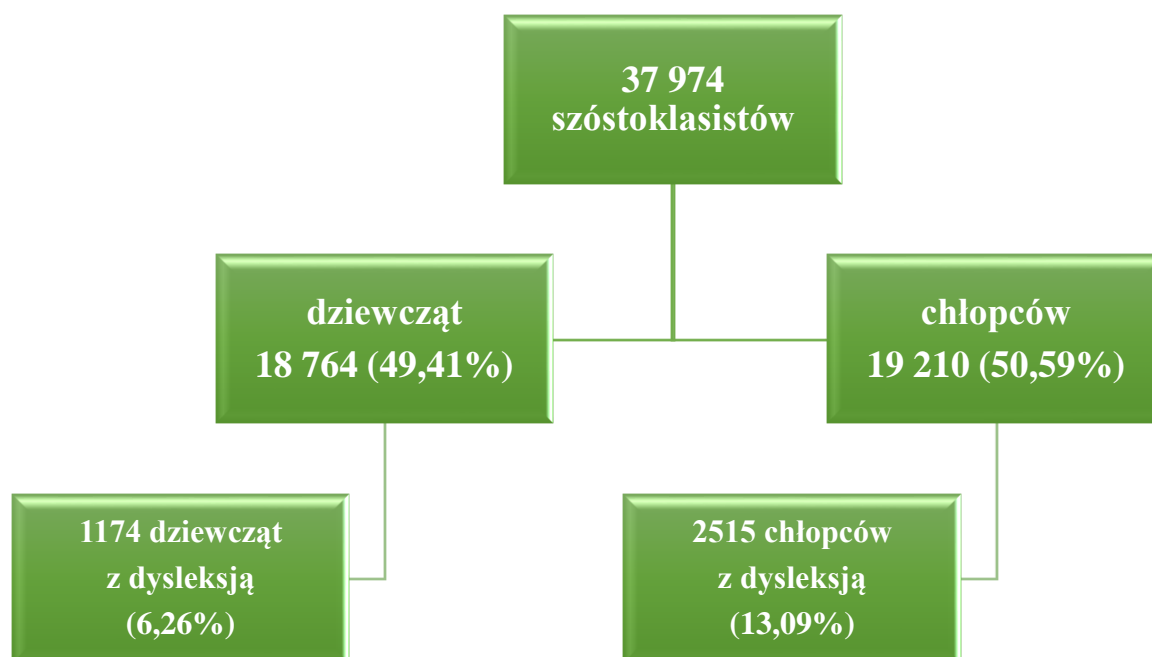 37 974
szóstoklasistów
dziewcząt
18 764 (49,41%)
chłopców
19 210 (50,59%)
1174 dziewcząt
z dysleksją
(6,26%)
2515 chłopców
z dysleksją
(13,09%)